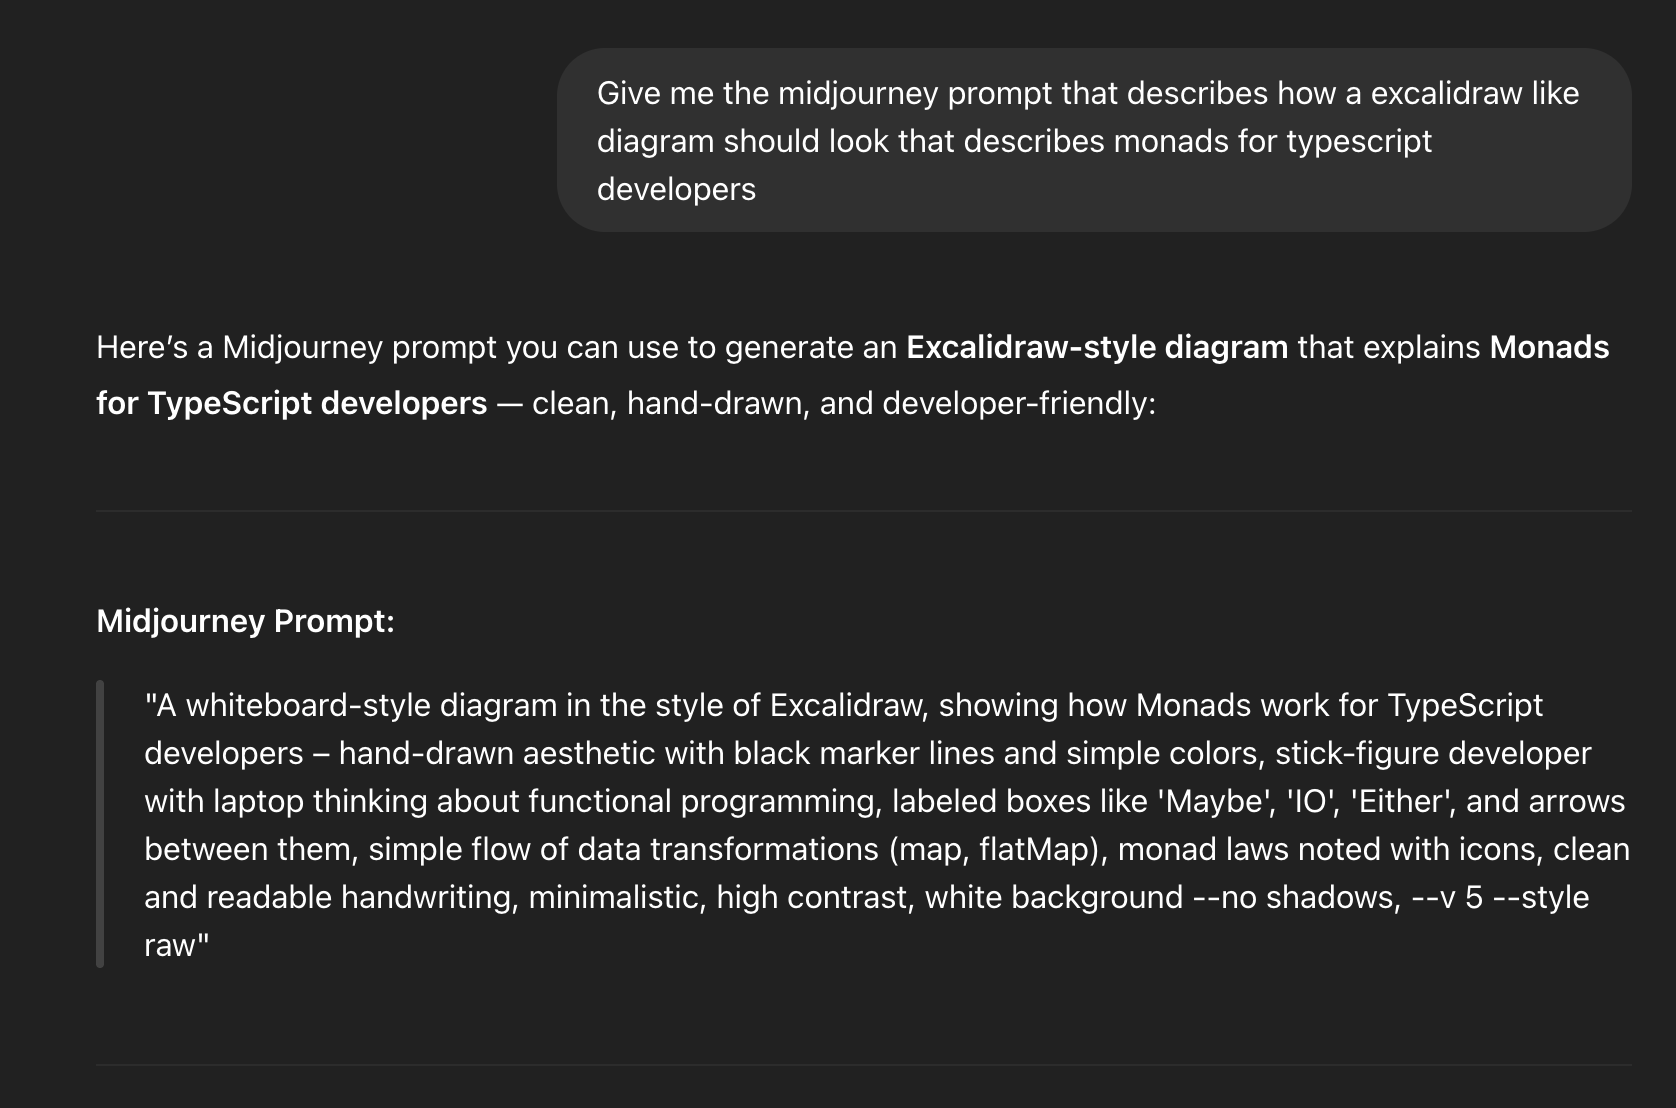 Give me the midjourney prompt that describes how a excalidraw like
diagram should look that describes monads for typescript
developers
Here’s a Midjourney prompt you can use to generate an Excalidraw-style diagram that explains Monads
for TypeScript developers — clean, hand-drawn, and developer-friendly:
Midjourney Prompt:
"A whiteboard-style diagram in the style of Excalidraw, showing how Monads work for TypeScript
developers – hand-drawn aesthetic with black marker lines and simple colors, stick-figure developer
with laptop thinking about functional programming, labeled boxes like 'Maybe', 'IO', 'Either', and arrows
between them, simple flow of data transformations (map, flatMap), monad laws noted with icons, clean
and readable handwriting, minimalistic, high contrast, white background --no shadows, --v 5 --style
raw"